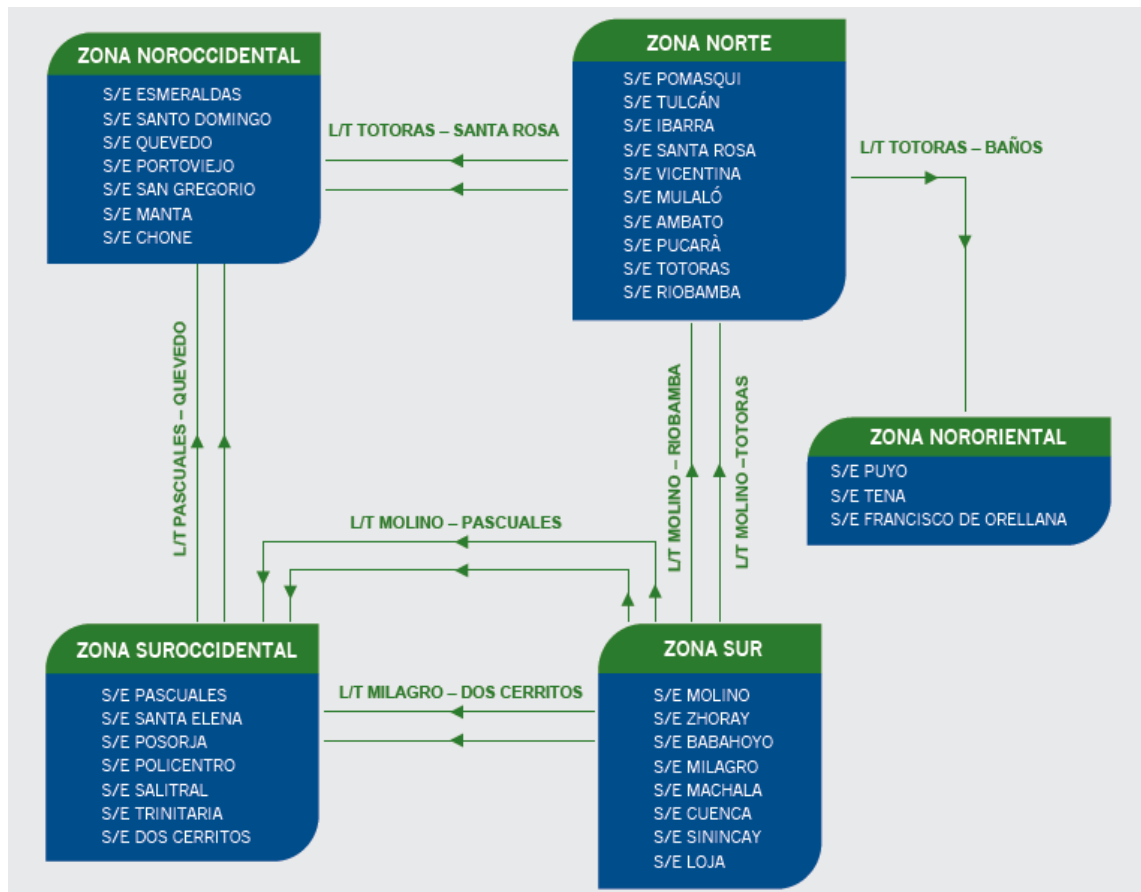 ZONA NOROCCIDENTAL
S/E ESMERALDAS
S/E SANTO DOMINGO
S/E QUEVEDO
S/E PORTOVIEJO
S/E SAN GREGORIO
S/E MANTA
S/E CHONE
L/T TOTORAS – SANTA ROSA
ZONA NORTE
S/E POMASQUI
S/E TULCÁN
S/E IBARRA
S/E SANTA ROSA
S/E VICENTINA
S/E MULALÓ
S/E AMBATO
S/E PUCARÀ
S/E TOTORAS
S/E RIOBAMBA
L/T TOTORAS – BAÑOS
L/T PASCUALES – QUEVEDO
L/T MOLINO – RIOBAMBA
L/T MOLINO –TOTORAS
ZONA NORORIENTAL
S/E PUYO
S/E TENA
S/E FRANCISCO DE ORELLANA
L/T MOLINO – PASCUALES
ZONA SUROCCIDENTAL
S/E PASCUALES
S/E SANTA ELENA
S/E POSORJA
S/E POLICENTRO
S/E SALITRAL
S/E TRINITARIA
S/E DOS CERRITOS
L/T MILAGRO – DOS CERRITOS
ZONA SUR
S/E MOLINO
S/E ZHORAY
S/E BABAHOYO
S/E MILAGRO
S/E MACHALA
S/E CUENCA
S/E SININCAY
S/E LOJA